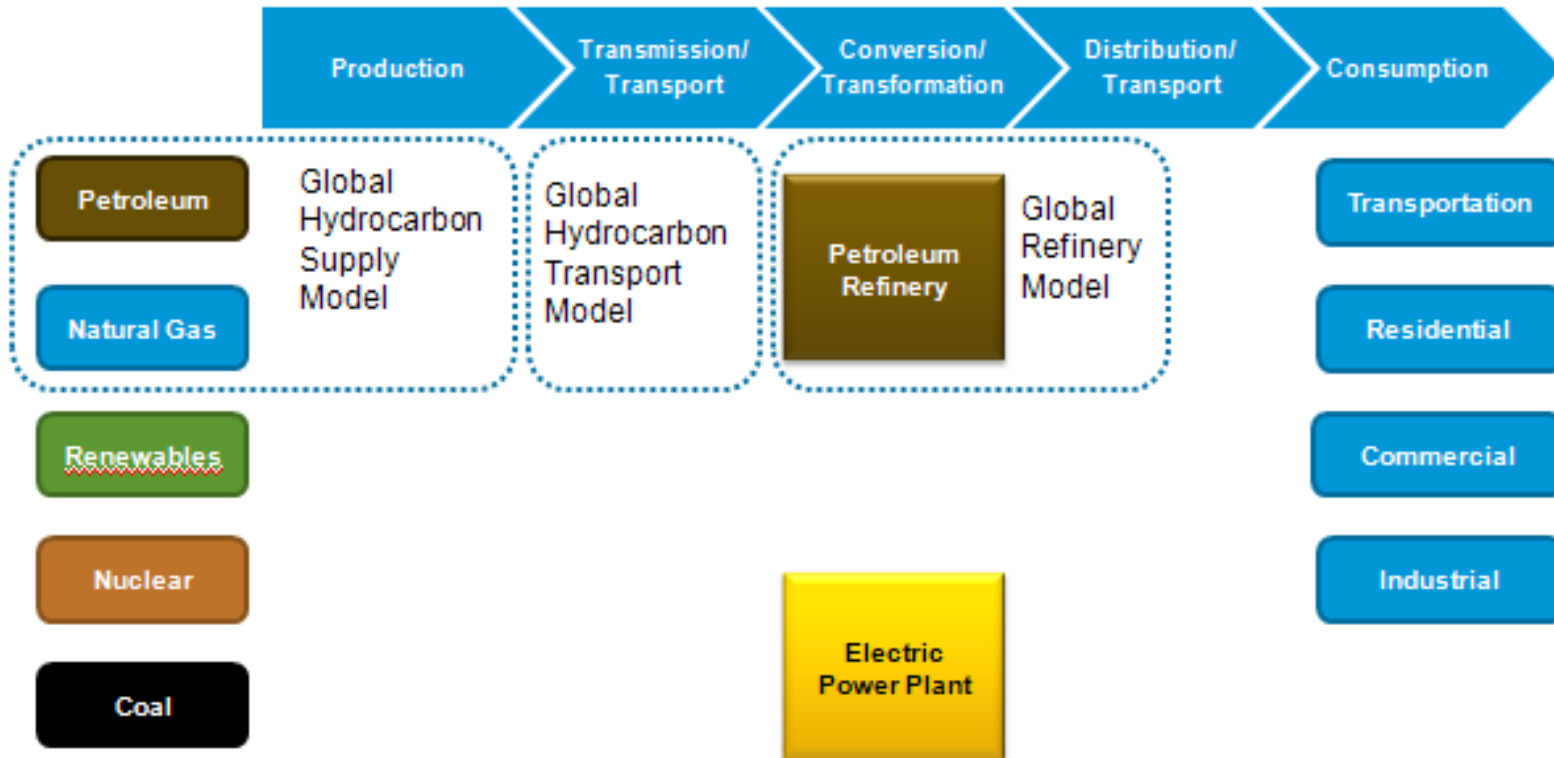 Production
Transmission/
Transport
Conversion/
Transformation
Distribution/
Transport
Consumption
Petroleum
Global
Hydrocarbon
Supply
Model
Global
Hydrocarbon
Transport
Model
Petroleum
Refinery
Global
Refinery
Model
Transportation
Natural Gas
Residential
Renewables
Commercial
Nuclear
Industrial
Electric
Power Plant
Coal